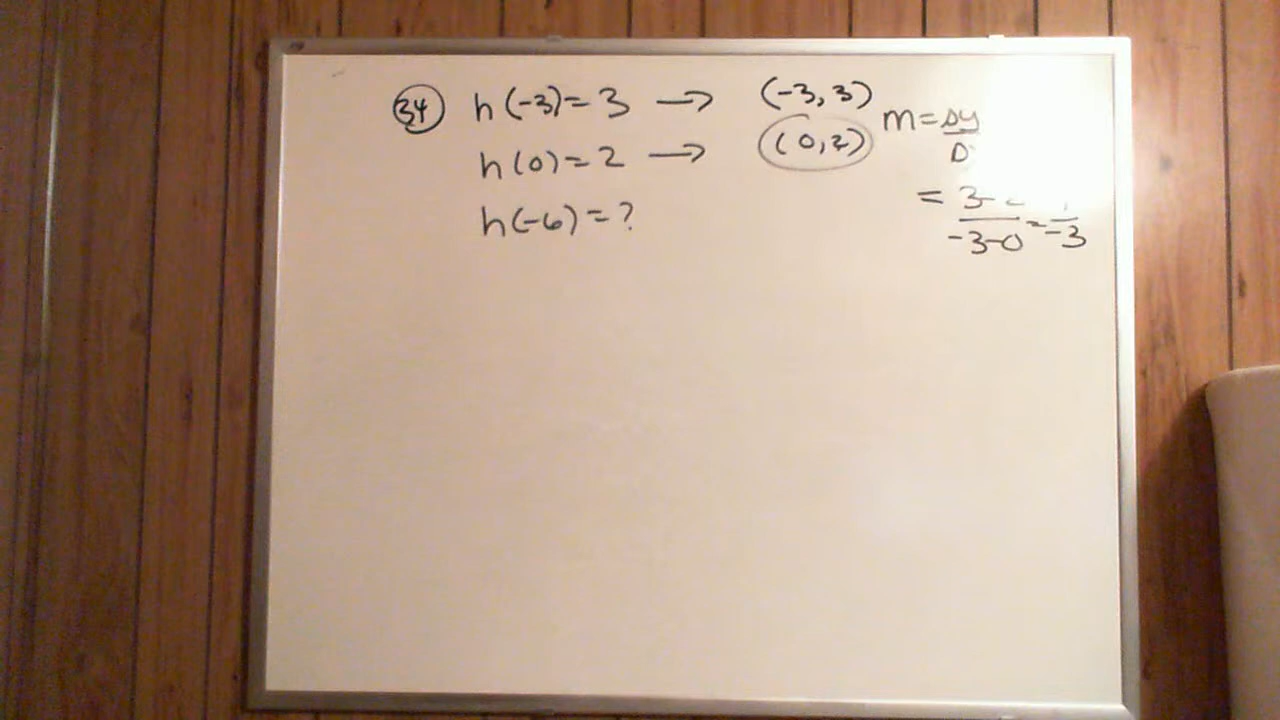 34 h(-3)=3 → (-3,3)
h(0)=2 → (0,2)
h(-6)=?
m=Δy
= 3-
-3-0 = -3